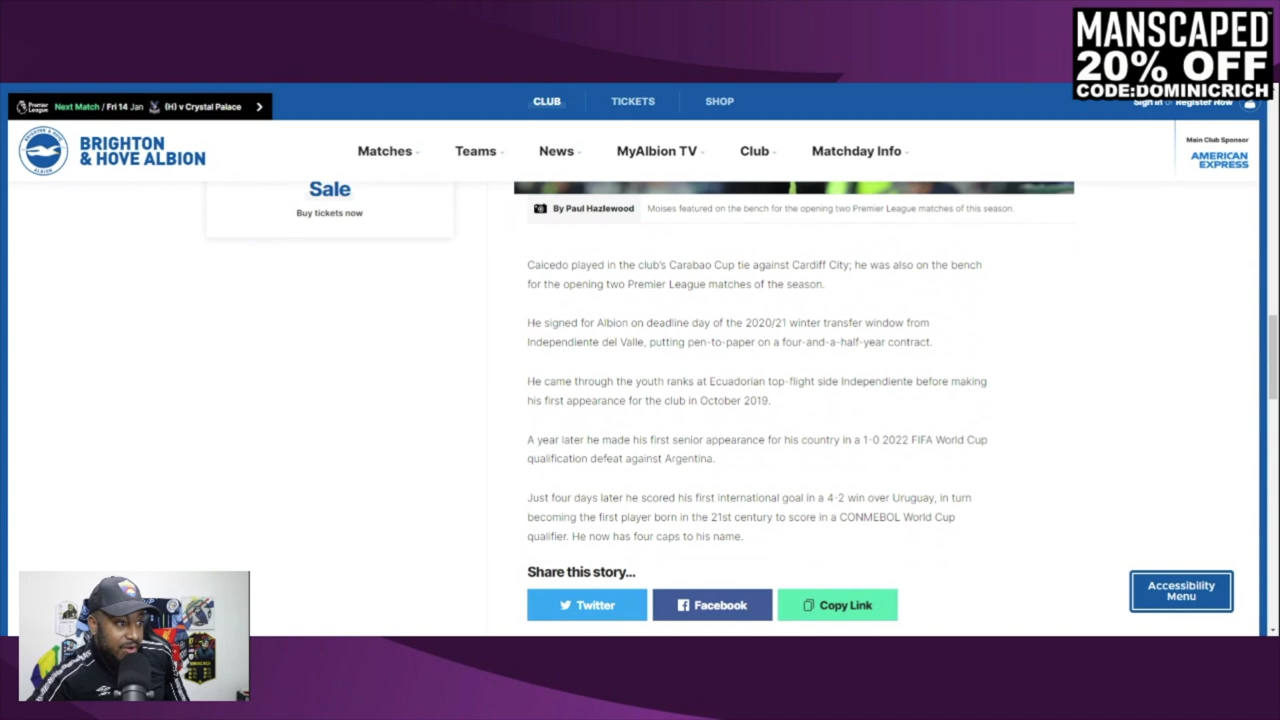 MANSCAPED
20% OFF
CODE:DOMINICRICH
Premier League Next Match / Fri 14 Jan (H) v Crystal Palace
CLUB TICKETS SHOP
Sign in or Register Now
BRIGHTON
& HOVE ALBION
Matches Teams News MyAlbion TV Club Matchday Info
Main Club Sponsor
AMERICAN
EXPRESS
Sale
Buy tickets now
By Paul Hazlewood Moises featured on the bench for the opening two Premier League matches of this season.
Caicedo played in the club's Carabao Cup tie against Cardiff City; he was also on the bench
for the opening two Premier League matches of the season.
He signed for Albion on deadline day of the 2020/21 winter transfer window from
Independiente del Valle, putting pen-to-paper on a four-and-a-half-year contract.
He came through the youth ranks at Ecuadorian top-flight side Independiente before making
his first appearance for the club in October 2019.
A year later he made his first senior appearance for his country in a 1-0 2022 FIFA World Cup
qualification defeat against Argentina.
Just four days later he scored his first international goal in a 4-2 win over Uruguay, in turn
becoming the first player born in the 21st century to score in a CONMEBOL World Cup
qualifier. He now has four caps to his name.
Share this story...
Twitter Facebook Copy Link
Accessibility
Menu